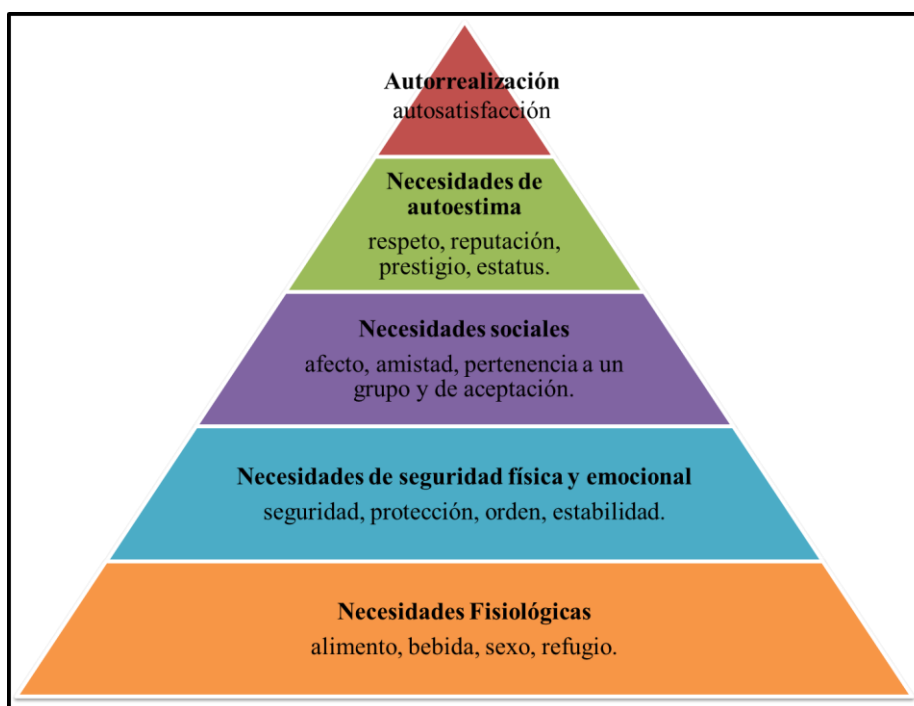 Autorrealización
autosatisfacción
Necesidades de
autoestima
respeto, reputación,
prestigio, estatus.
Necesidades sociales
afecto, amistad, pertenencia a un
grupo y de aceptación.
Necesidades de seguridad física y emocional
seguridad, protección, orden, estabilidad.
Necesidades Fisiológicas
alimento, bebida, sexo, refugio.